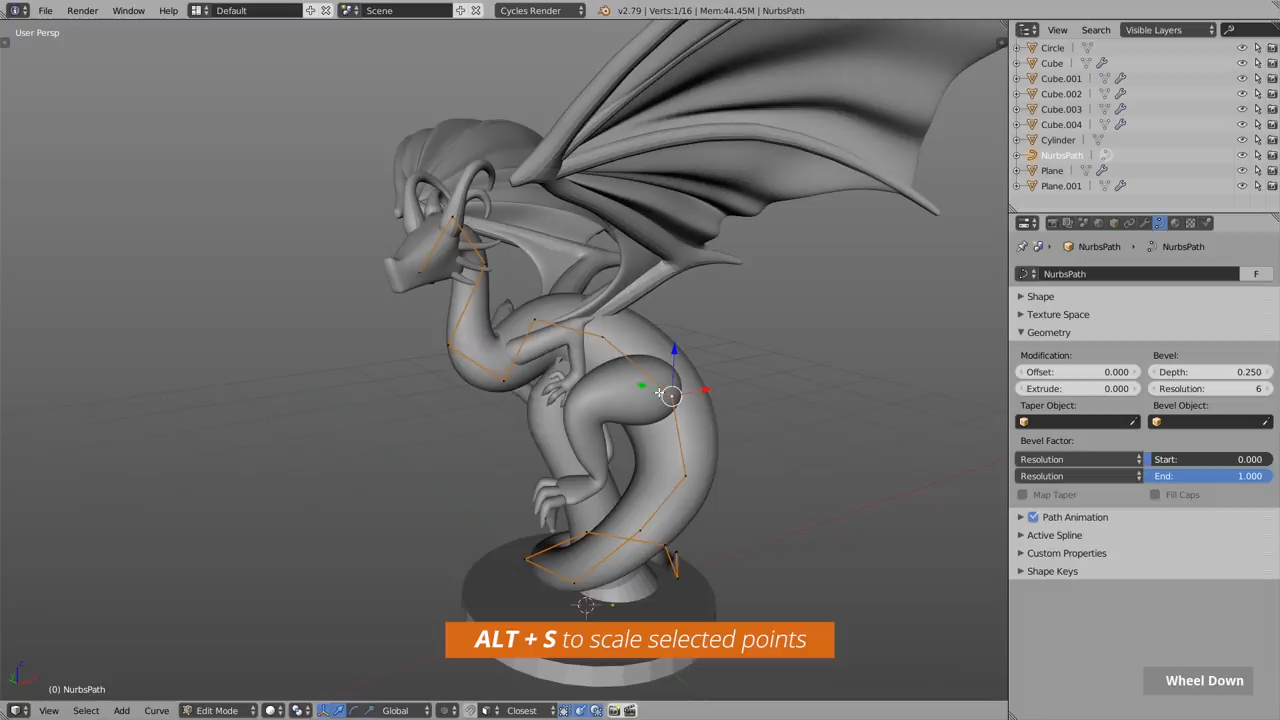 File Render Window Help Default Scene Cycles Render v2.79 | Verts:1/16 | Mem:44.45M | NurbsPath
User Persp
View Search Visible Layers
Circle
Cube
Cube.001
Cube.002
Cube.003
Cube.004
Cylinder
NurbsPath
Plane
Plane.001
NurbsPath NurbsPath
NurbsPath F
Shape
Texture Space
Geometry
Modification: Bevel:
Offset: 0.000 Depth: 0.250
Extrude: 0.000 Resolution: 6
Taper Object: Bevel Object:
Bevel Factor:
Resolution Start: 0.000
Resolution End: 1.000
Map Taper Fill Caps
Path Animation
Active Spline
Custom Properties
Shape Keys
ALT + S to scale selected points
Wheel Down
(0) NurbsPath
View Select Add Curve Edit Mode Global Closest